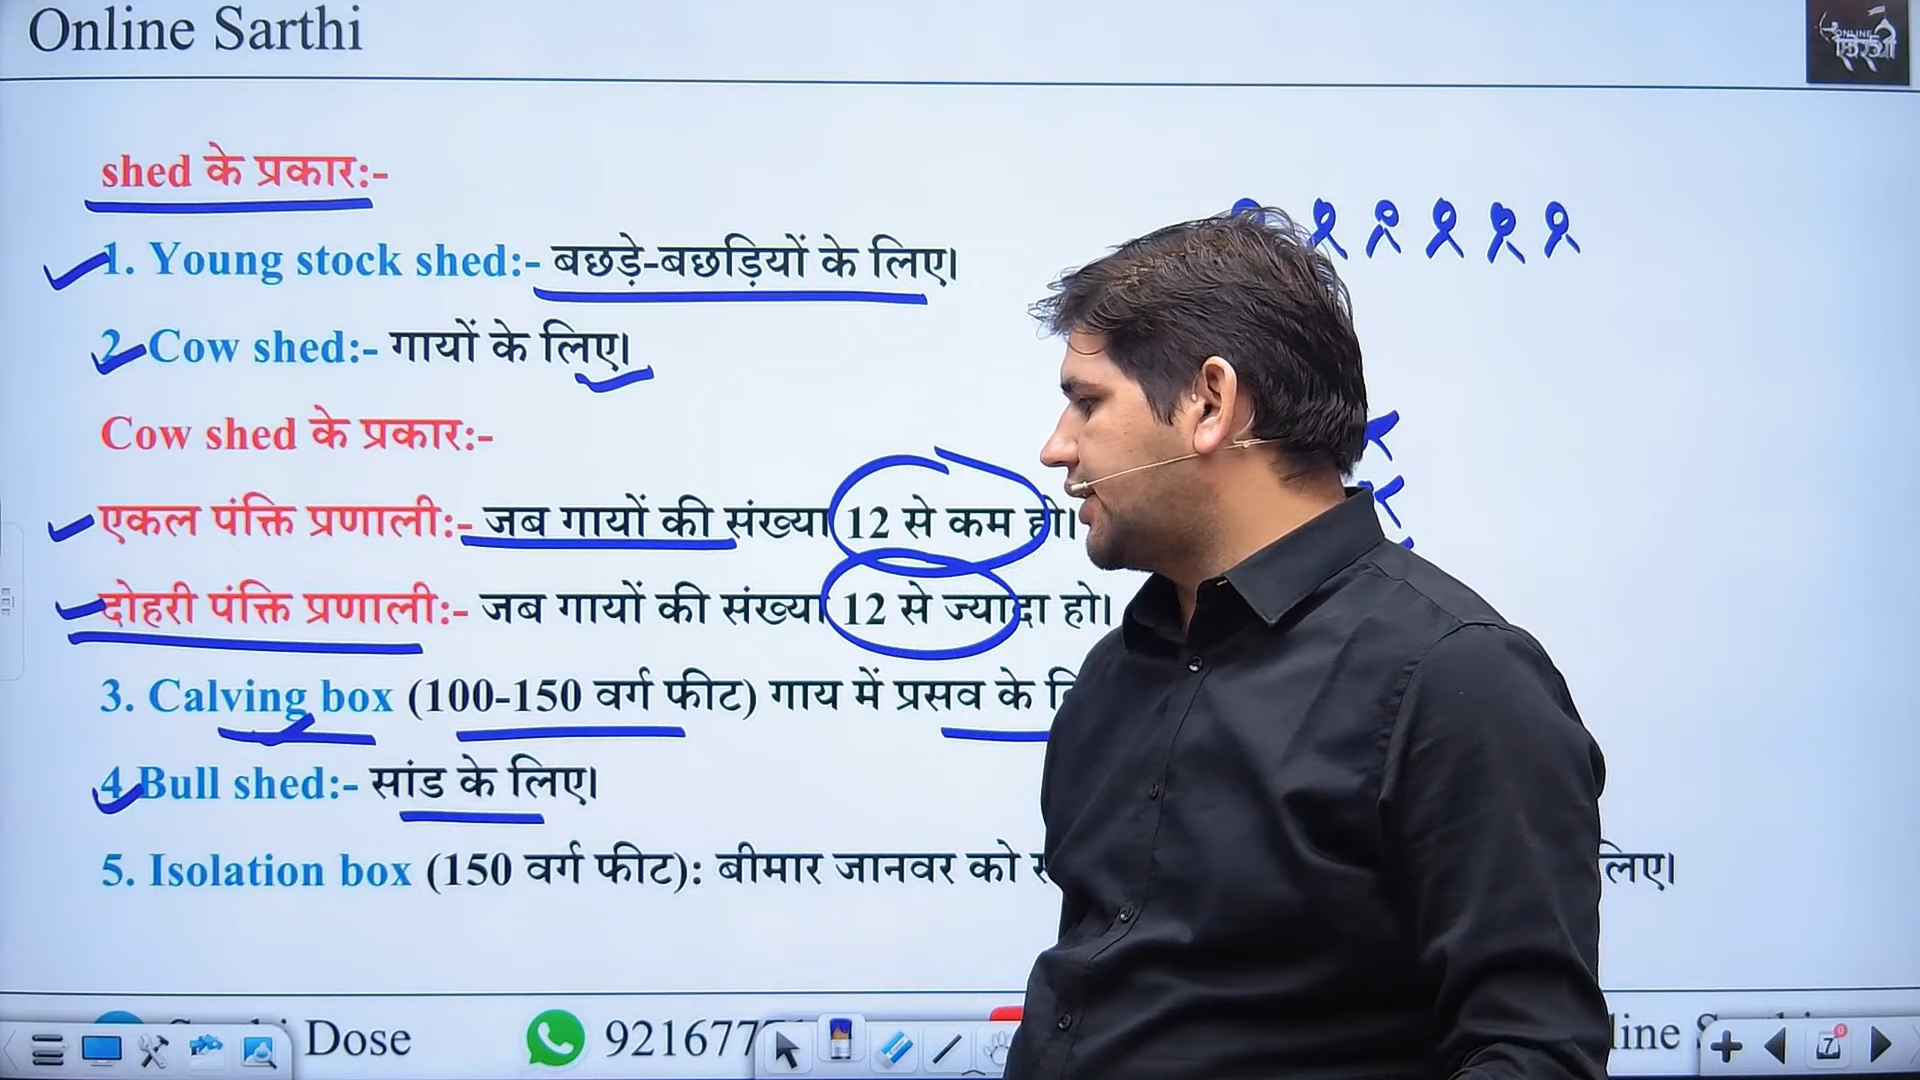 Online Sarthi
shed के प्रकार:-
1. Young stock shed:- बछड़े-बछड़ियों के लिए।
2. Cow shed:- गायों के लिए।
Cow shed के प्रकार:-
एकल पंक्ति प्रणाली:- जब गायों की संख्या 12 से कम हो।
दोहरी पंक्ति प्रणाली:- जब गायों की संख्या 12 से ज्यादा हो।
3. Calving box (100-150 वर्ग फीट) गाय में प्रसव के
4 Bull shed:- सांड के लिए।
5. Isolation box (150 वर्ग फीट): बीमार जानवर को लिए।
Dose 921677
7